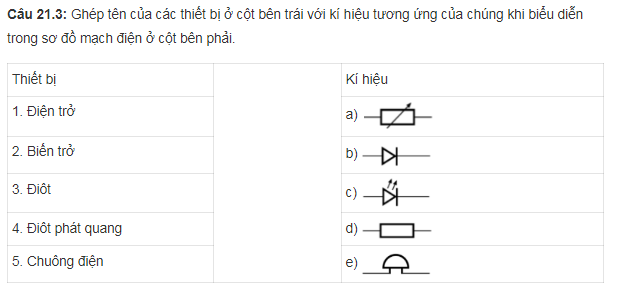 Câu 21.3: Ghép tên của các thiết bị ở cột bên trái với kí hiệu tương ứng của chúng khi biểu diễn
trong sơ đồ mạch điện ở cột bên phải.
Thiết bị
Kí hiệu
1. Điện trở
a)
2. Biến trở
b)
3. Điôt
c)
4. Điôt phát quang
d)
5. Chuông điện
e)